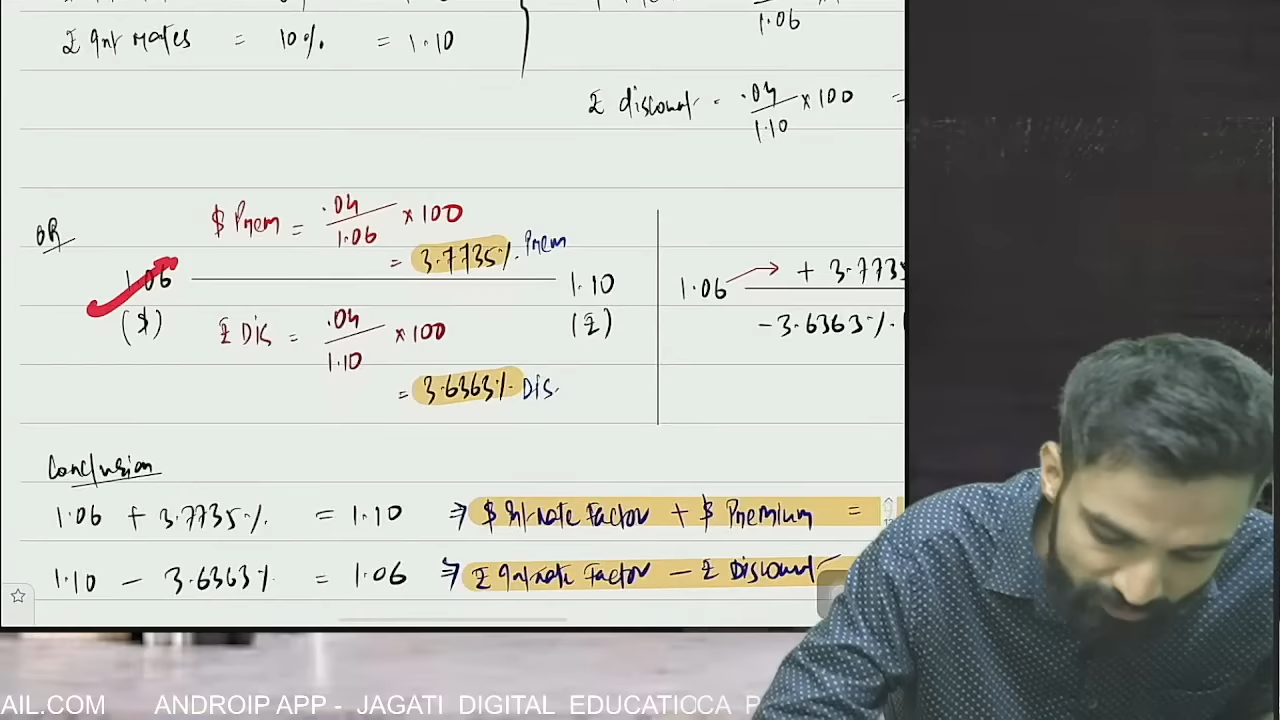 1.06
₹ Int Rates = 10% = 1.10
₹ discount = .04/1.10 × 100 =
OR
$ Prem = .04/1.06 × 100
= 3.7735% Prem
1.06 1.10
($) (₹)
₹ Dis = .04/1.10 × 100
= 3.6363% Dis.
1.06 → + 3.7735
-3.6363%
Conclusion
1.06 + 3.7735% = 1.10 ⇒ $ Int rate Factor + $ Premium =
1.10 - 3.6363% = 1.06 ⇒ ₹ Int rate Factor - ₹ Discount
AIL.COM ANDROIP APP - JAGATI DIGITAL EDUCATICCA P